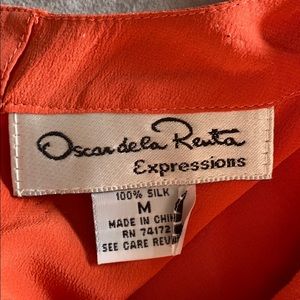 Oscar de la Renta
Expressions
100% SILK
M
MADE IN CHIN
RN 74172
SEE CARE REV